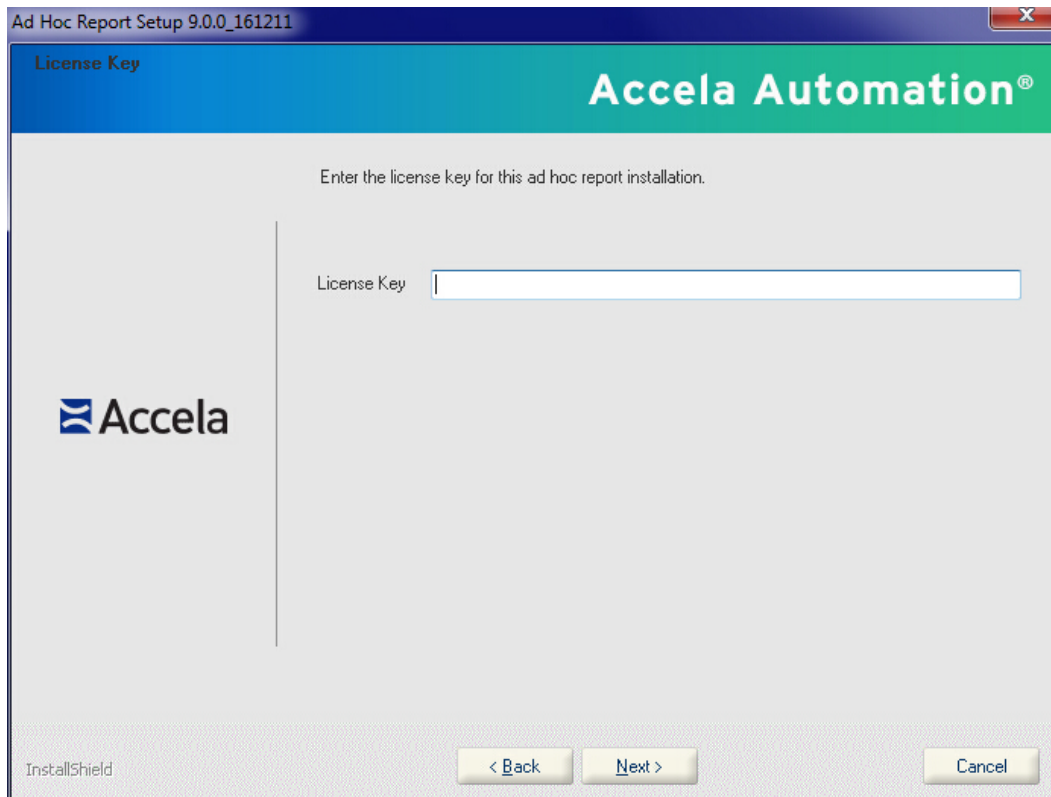 Ad Hoc Report Setup 9.0.0_161211
x
License Key
Accela Automation®
Enter the license key for this ad hoc report installation.
License Key
Accela
InstallShield
< Back
Next >
Cancel